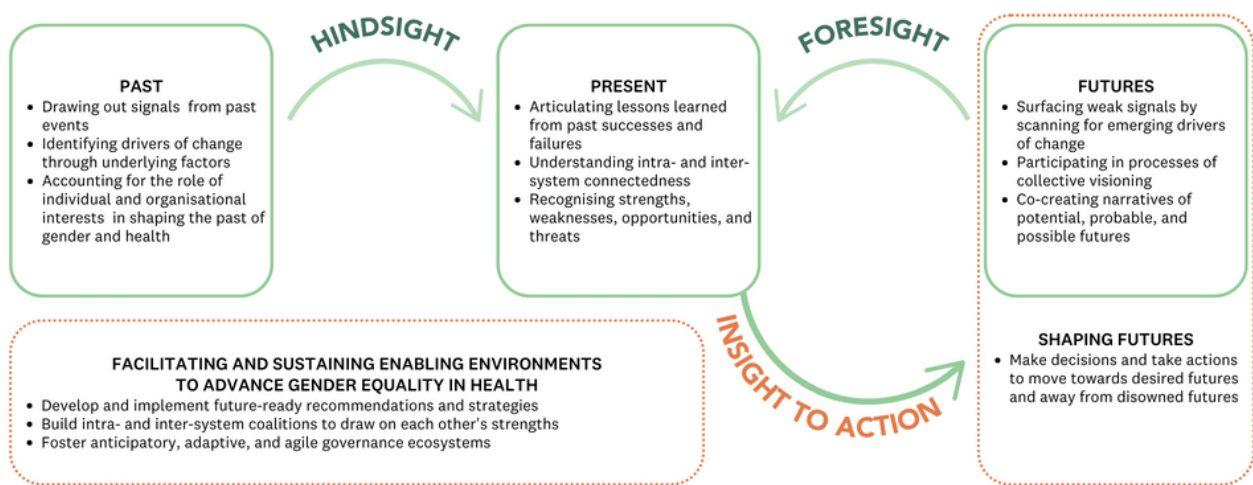 HINDSIGHT
FORESIGHT
PAST
• Drawing out signals from past
events
• Identifying drivers of change
through underlying factors
• Accounting for the role of
individual and organisational
interests in shaping the past of
gender and health
PRESENT
• Articulating lessons learned
from past successes and
failures
• Understanding intra- and inter-
system connectedness
• Recognising strengths,
weaknesses, opportunities, and
threats
FUTURES
• Surfacing weak signals by
scanning for emerging drivers
of change
• Participating in processes of
collective visioning
• Co-creating narratives of
potential, probable, and
possible futures
INSIGHT TO ACTION
SHAPING FUTURES
• Make decisions and take actions
to move towards desired futures
and away from disowned futures
FACILITATING AND SUSTAINING ENABLING ENVIRONMENTS
TO ADVANCE GENDER EQUALITY IN HEALTH
• Develop and implement future-ready recommendations and strategies
• Build intra- and inter-system coalitions to draw on each other's strengths
• Foster anticipatory, adaptive, and agile governance ecosystems